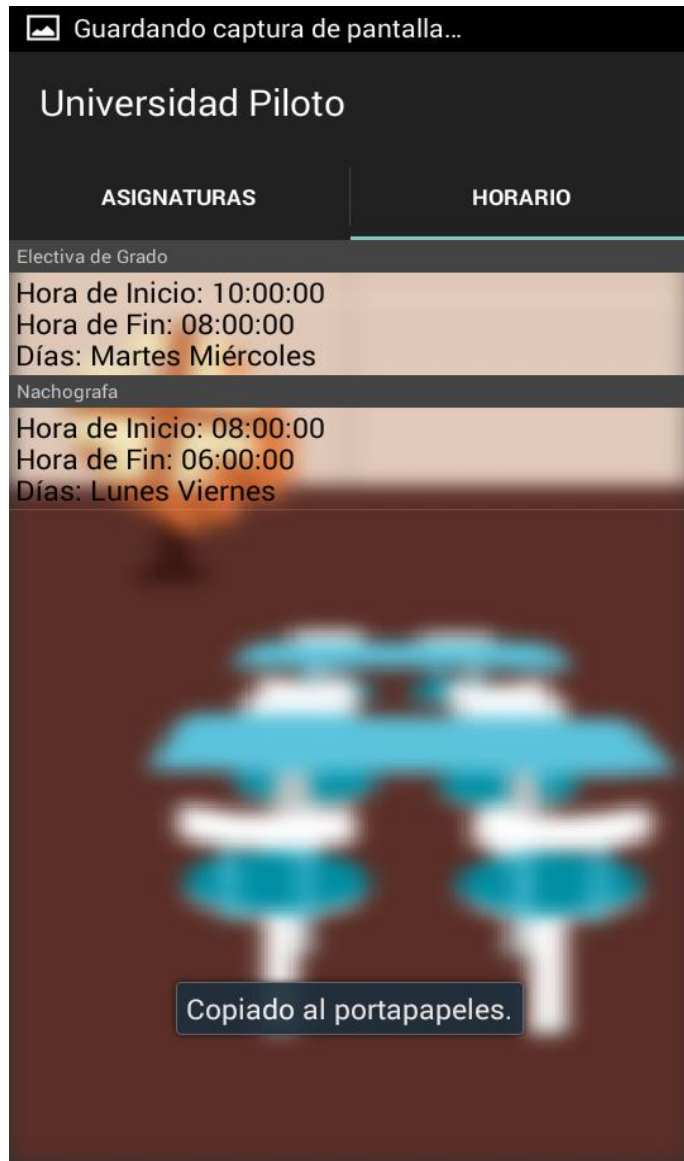 Guardando captura de pantalla...
Universidad Piloto
ASIGNATURAS
HORARIO
Electiva de Grado
Hora de Inicio: 10:00:00
Hora de Fin: 08:00:00
Días: Martes Miércoles
Nachografa
Hora de Inicio: 08:00:00
Hora de Fin: 06:00:00
Días: Lunes Viernes
Copiado al portapapeles.